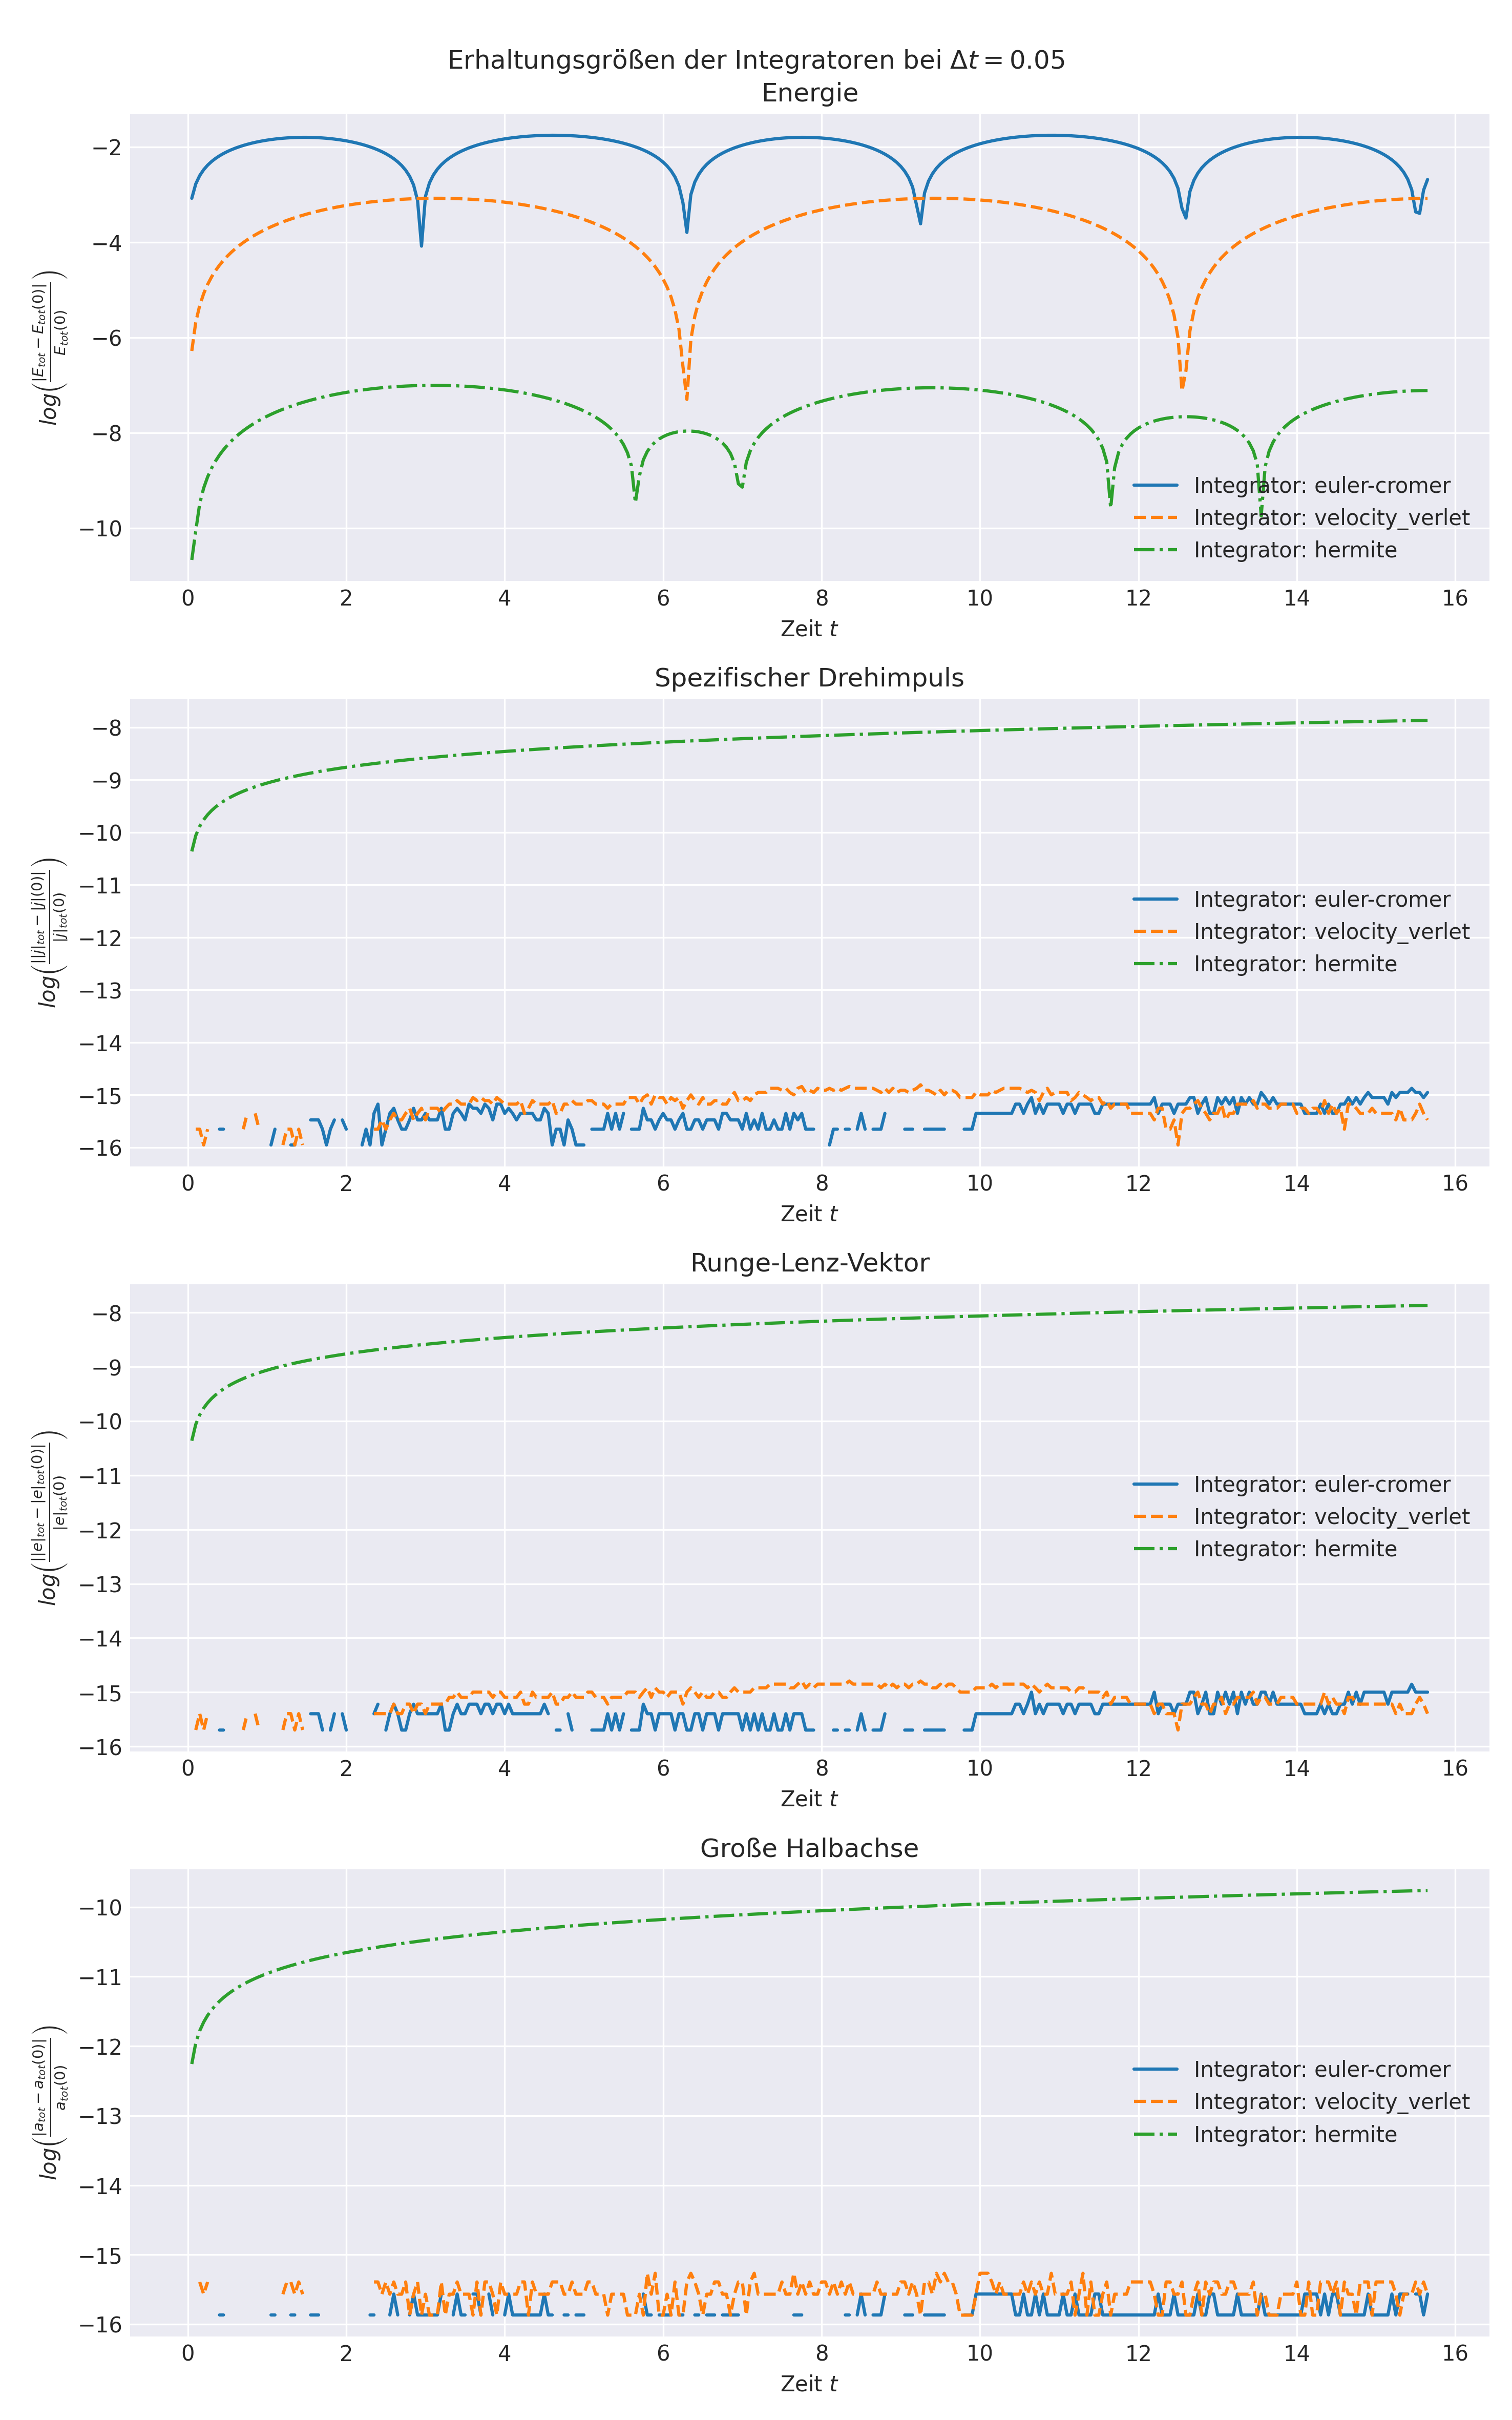 Erhaltungsgrößen der Integratoren bei Δt = 0.05
Energie
−2
−4
−6
−8
−10
log(|E_tot − E_tot(0)| / E_tot(0))
Integrator: euler-cromer
Integrator: velocity_verlet
Integrator: hermite
0 2 4 6 8 10 12 14 16
Zeit t
Spezifischer Drehimpuls
−8
−9
−10
−11
−12
−13
−14
−15
−16
log(||j|_tot − |j|(0)| / |j|_tot(0))
Integrator: euler-cromer
Integrator: velocity_verlet
Integrator: hermite
0 2 4 6 8 10 12 14 16
Zeit t
Runge-Lenz-Vektor
−8
−9
−10
−11
−12
−13
−14
−15
−16
log(||e|_tot − |e|_tot(0)| / |e|_tot(0))
Integrator: euler-cromer
Integrator: velocity_verlet
Integrator: hermite
0 2 4 6 8 10 12 14 16
Zeit t
Große Halbachse
−10
−11
−12
−13
−14
−15
−16
log(|a_tot − a_tot(0)| / a_tot(0))
Integrator: euler-cromer
Integrator: velocity_verlet
Integrator: hermite
0 2 4 6 8 10 12 14 16
Zeit t